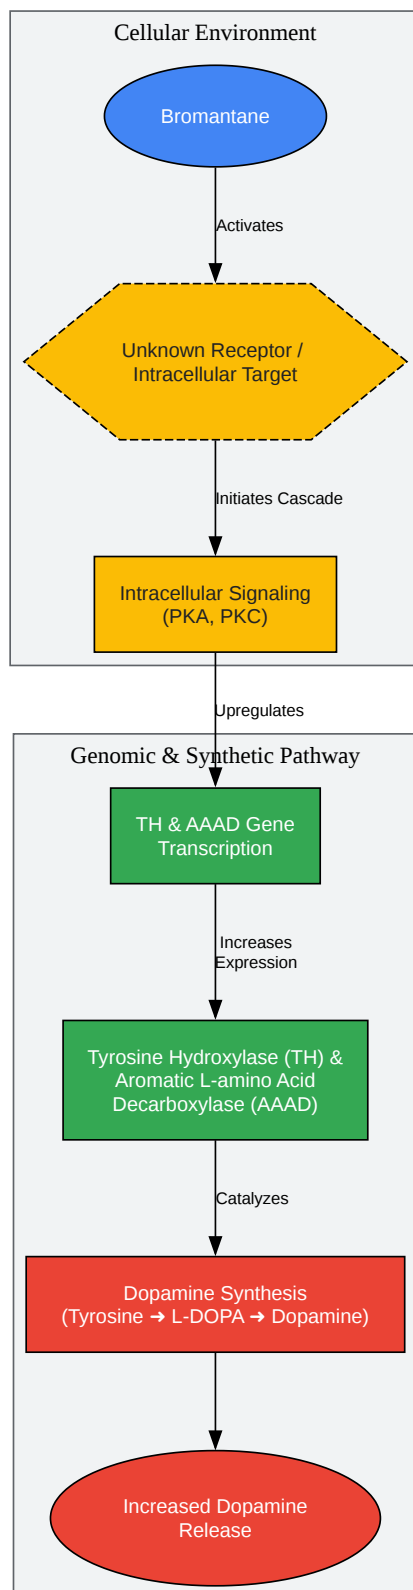 Cellular Environment
Bromantane
Activates
Unknown Receptor /
Intracellular Target
Initiates Cascade
Intracellular Signaling
(PKA, PKC)
Upregulates
Genomic & Synthetic Pathway
TH & AAAD Gene
Transcription
Increases
Expression
Tyrosine Hydroxylase (TH) &
Aromatic L-amino Acid
Decarboxylase (AAAD)
Catalyzes
Dopamine Synthesis
(Tyrosine ➔ L-DOPA ➔ Dopamine)
Increased Dopamine
Release